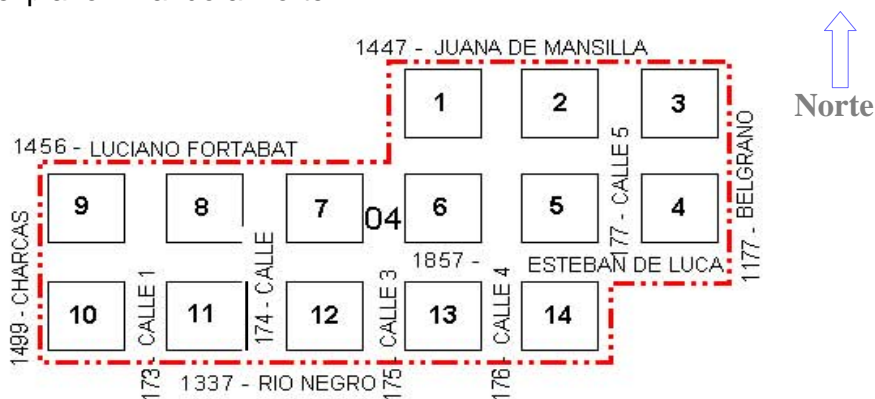 1447 - JUANA DE MANSILLA
Norte
1 2 3
1456 - LUCIANO FORTABAT
177 - CALLE 5
1177 - BELGRANO
9 8 7 04 6 5 4
1499 - CHARCAS
1857 - ESTEBAN DE LUCA
173 - CALLE 1
174 - CALLE
175 - CALLE 3
176 - CALLE 4
10 11 12 13 14
1337 - RIO NEGRO